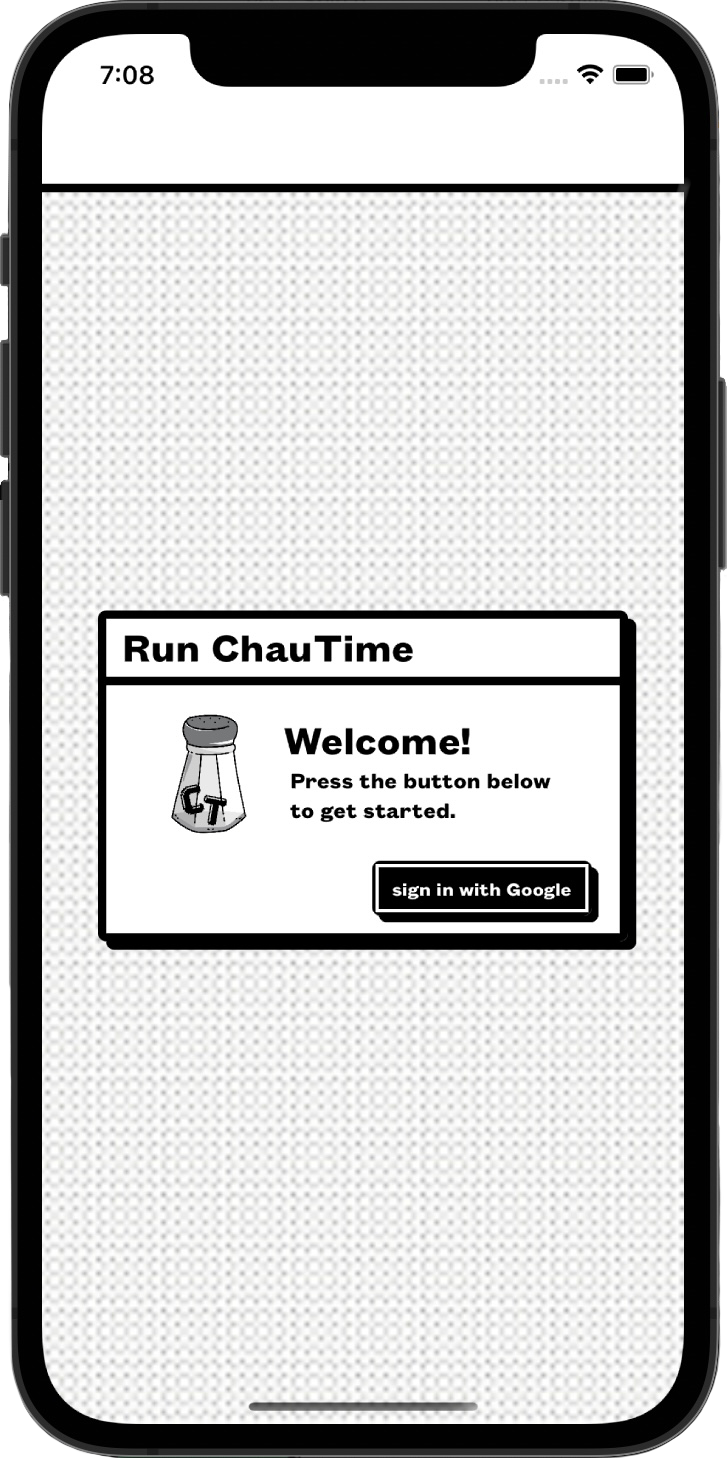 7:08
Run ChauTime
Welcome!
Press the button below
to get started.
CT
sign in with Google